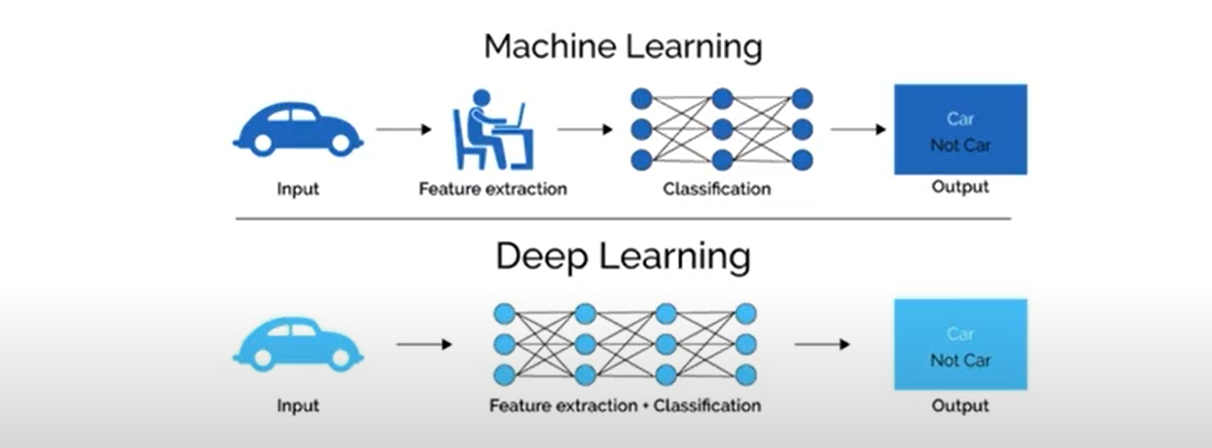 Machine Learning
Car
Not Car
Input
Feature extraction
Classification
Output
Deep Learning
Car
Not Car
Input
Feature extraction + Classification
Output